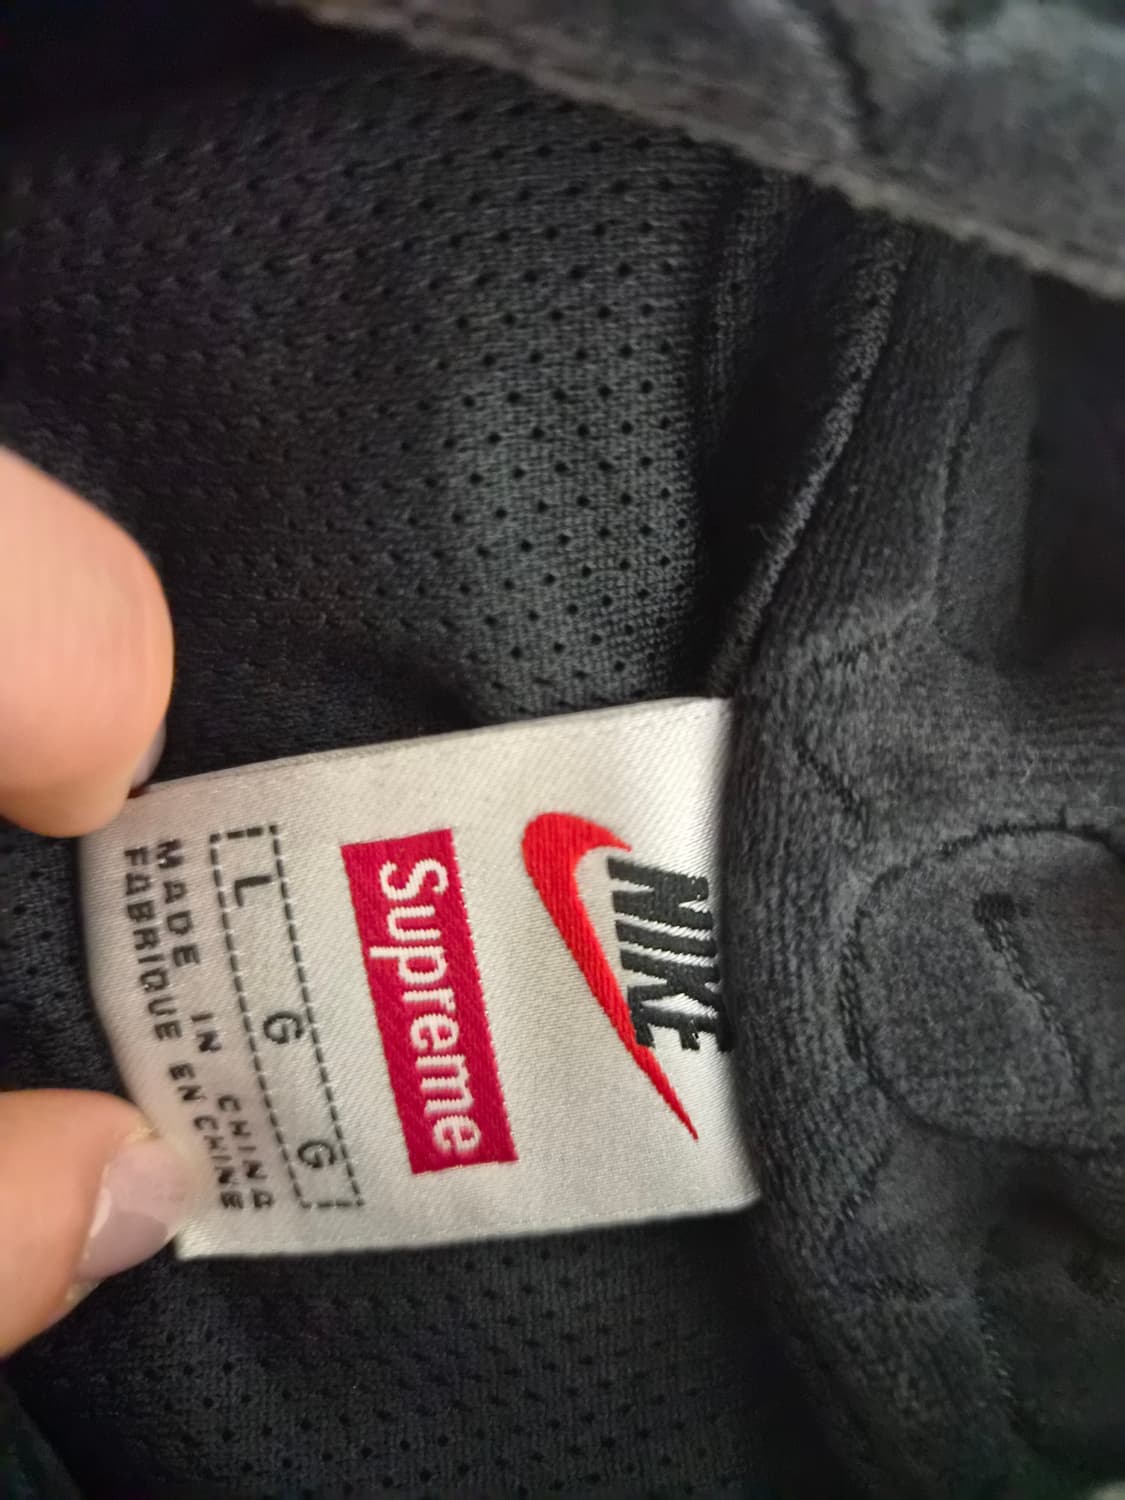 NIKE
Supreme
L G G
MADE IN CHINA
FABRIQUE EN CHINE